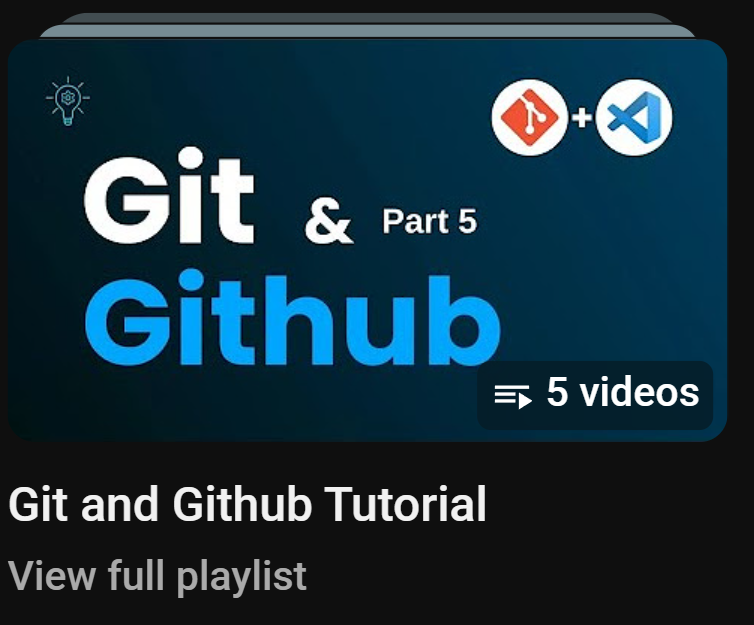 Git & Part 5
Github
+
5 videos
Git and Github Tutorial
View full playlist